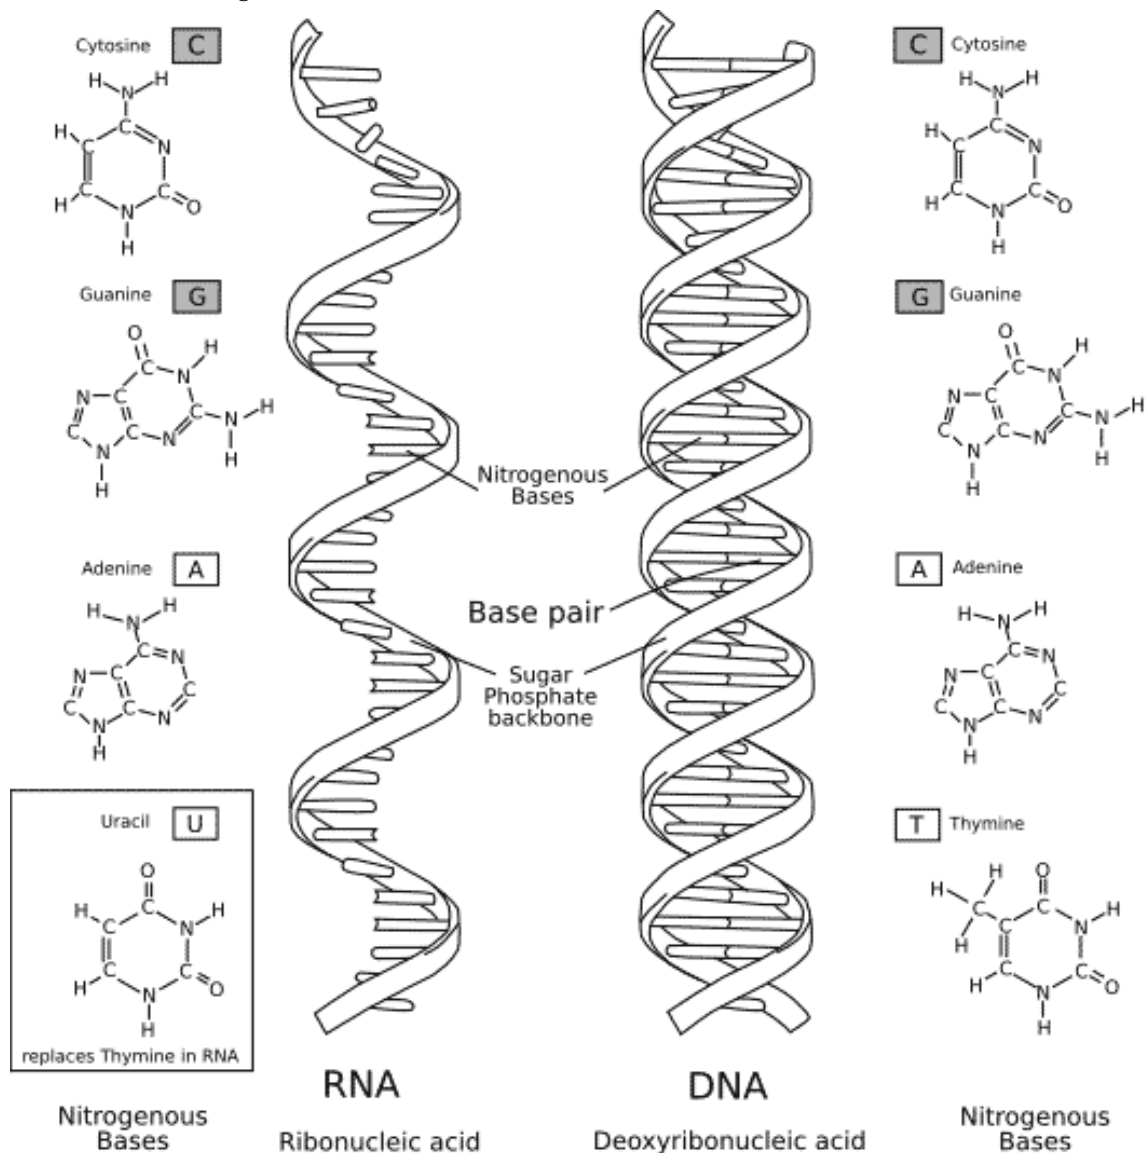 Cytosine C
H H
N
H C
C N
C C
H N O
H
Guanine G
O
H
C
N C N
C C N H
N N H
H
Adenine A
H H
N
C
N C N
C C C
N N
H
Uracil U
O
H C H
C N
C C
H N O
H
replaces Thymine in RNA
Nitrogenous
Bases
Nitrogenous
Bases
Base pair
Sugar
Phosphate
backbone
RNA
Ribonucleic acid
DNA
Deoxyribonucleic acid
C Cytosine
H H
N
H C
C N
C C
H N O
H
G Guanine
O
H
C
N C N
C C N H
N N H
H
A Adenine
H H
N
C
N C N
C C C
N N
H
T Thymine
H O
H
C C H
H C N
C C
H N O
H
Nitrogenous
Bases